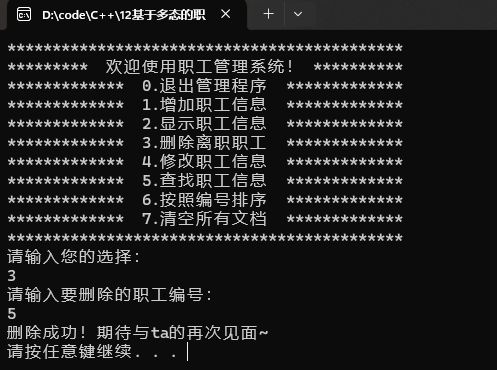 D:\code\C++\12基于多态的职
********************************************
*********  欢迎使用职工管理系统！ **********
*************  0.退出管理程序  *************
*************  1.增加职工信息  *************
*************  2.显示职工信息  *************
*************  3.删除离职职工  *************
*************  4.修改职工信息  *************
*************  5.查找职工信息  *************
*************  6.按照编号排序  *************
*************  7.清空所有文档  *************
********************************************
请输入您的选择：
3
请输入要删除的职工编号：
5
删除成功！期待与ta的再次见面~
请按任意键继续. . .